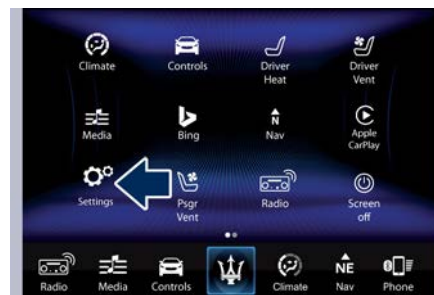 Climate
Controls
Driver
Heat
Driver
Vent
Media
Bing
N
Nav
Apple
CarPlay
Settings
Psgr
Vent
Radio
Screen
off
Radio
Media
Controls
Climate
NE
Nav
Phone